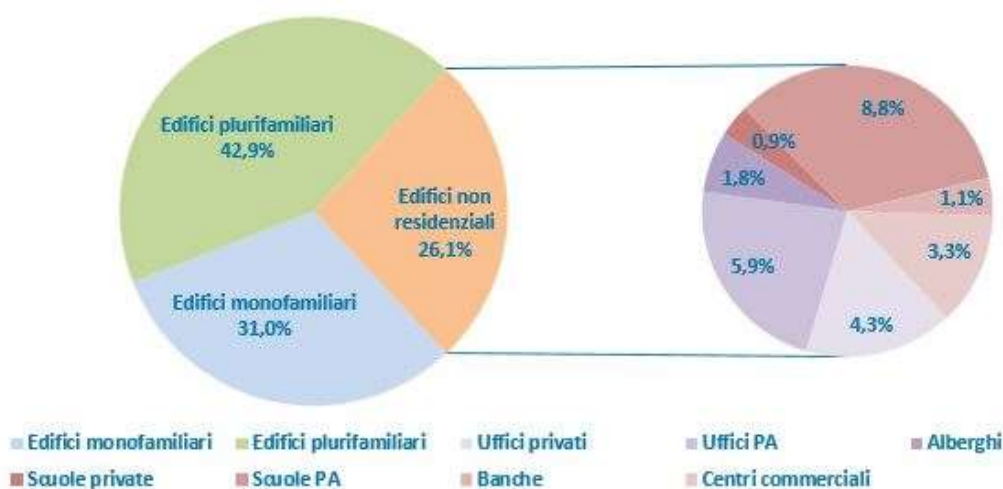 Edifici plurifamiliari
42,9%
Edifici non
residenziali
26,1%
Edifici monofamiliari
31,0%
8,8%
0,9%
1,8%
1,1%
3,3%
5,9%
4,3%
Edifici monofamiliari Edifici plurifamiliari Uffici privati Uffici PA Alberghi
Scuole private Scuole PA Banche Centri commerciali